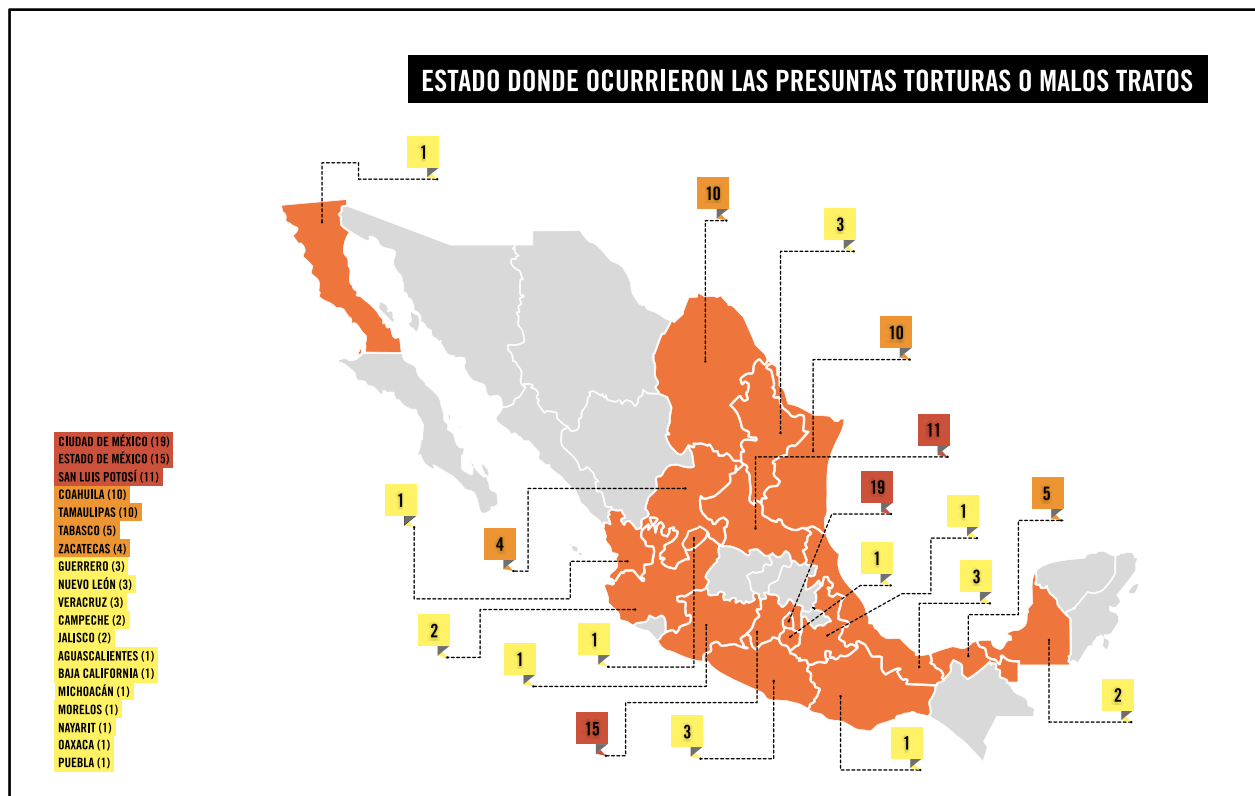 ESTADO DONDE OCURRIERON LAS PRESUNTAS TORTURAS O MALOS TRATOS
1
10
3
10
11
19
5
1
1
1
3
4
2
1
1
2
15
3
1
CIUDAD DE MÉXICO (19)
ESTADO DE MÉXICO (15)
SAN LUIS POTOSÍ (11)
COAHUILA (10)
TAMAULIPAS (10)
TABASCO (5)
ZACATECAS (4)
GUERRERO (3)
NUEVO LEÓN (3)
VERACRUZ (3)
CAMPECHE (2)
JALISCO (2)
AGUASCALIENTES (1)
BAJA CALIFORNIA (1)
MICHOACÁN (1)
MORELOS (1)
NAYARIT (1)
OAXACA (1)
PUEBLA (1)